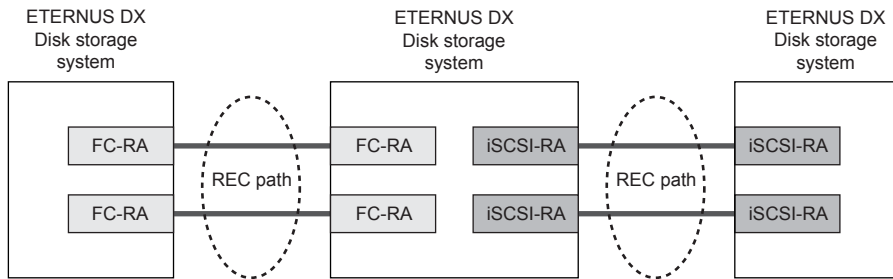 ETERNUS DX
Disk storage
system
ETERNUS DX
Disk storage
system
ETERNUS DX
Disk storage
system
FC-RA
FC-RA
iSCSI-RA
iSCSI-RA
REC path
REC path
FC-RA
FC-RA
iSCSI-RA
iSCSI-RA